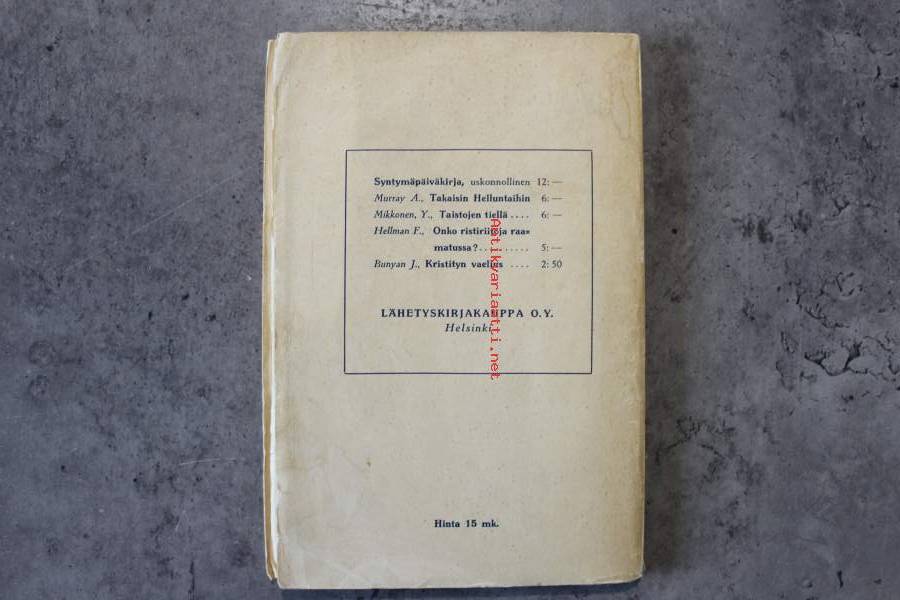 Syntymäpäiväkirja, uskonnollinen 12: —
Murray A., Takaisin Helluntaihin 6: —
Mikkonen, Y., Taistojen tiellä .... 6: —
Hellman F., Onko ristiriitoja raa=
matussa? .......... 5: —
Bunyan J., Kristityn vaellus .... 2: 50
LÄHETYSKIRJAKAUPPA O.Y.
Helsinki
Hinta 15 mk.
Antikvariaatti.net